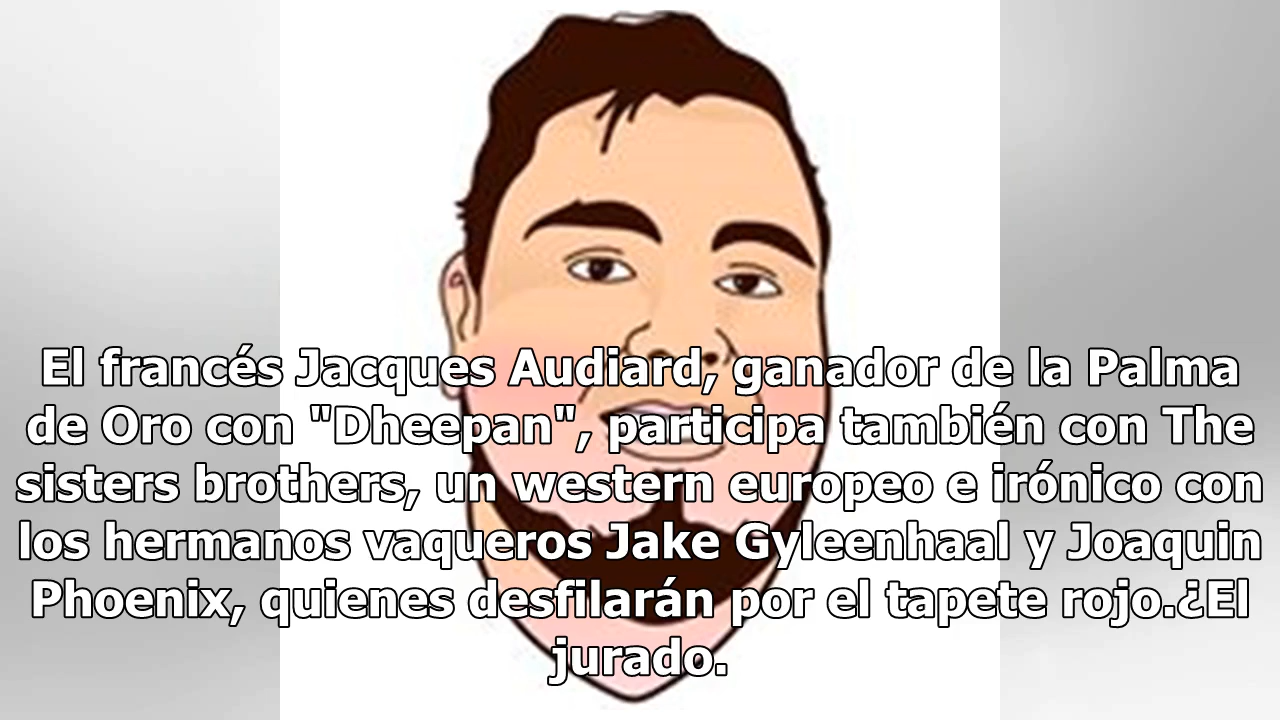 El francés Jacques Audiard, ganador de la Palma
de Oro con "Dheepan", participa también con The
sisters brothers, un western europeo e irónico con
los hermanos vaqueros Jake Gyleenhaal y Joaquin
Phoenix, quienes desfilarán por el tapete rojo.¿El
jurado.